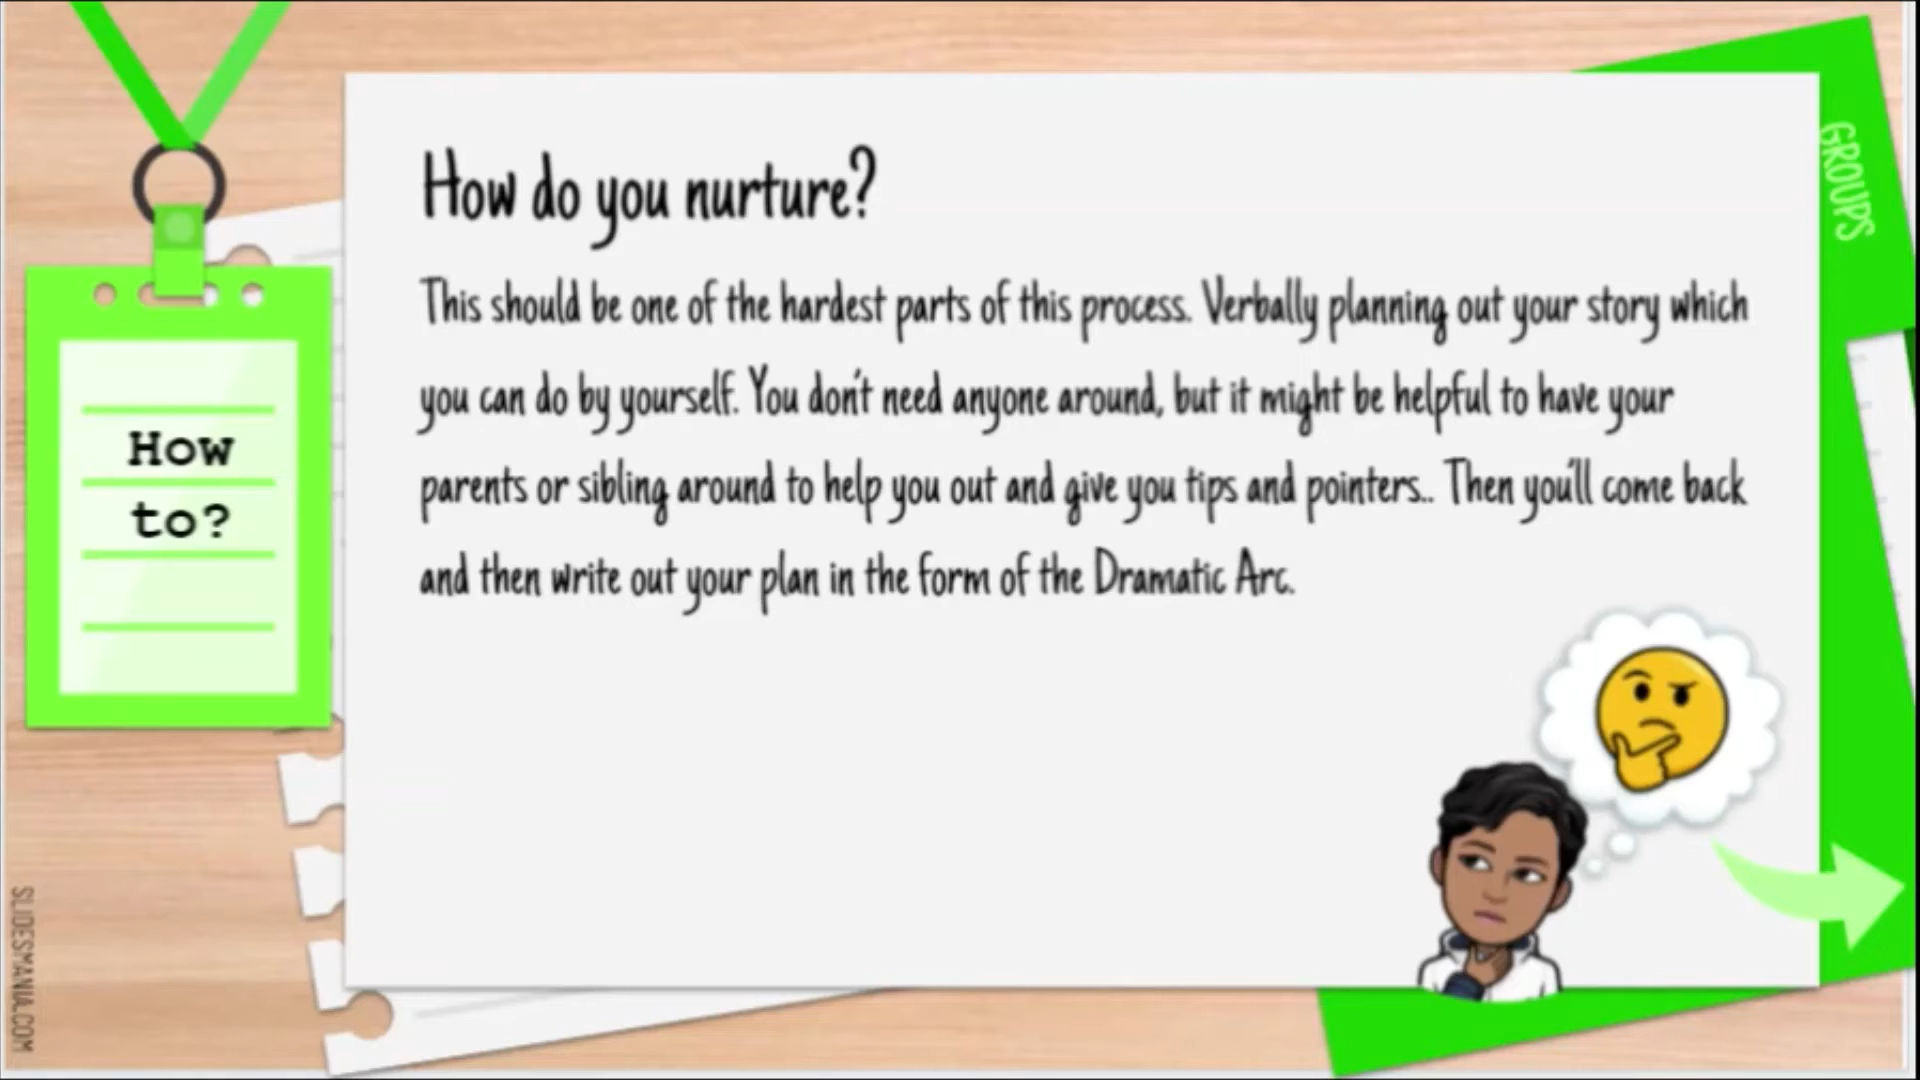 How
to?
How do you nurture?
This should be one of the hardest parts of this process. Verbally planning out your story which
you can do by yourself. You don't need anyone around, but it might be helpful to have your
parents or sibling around to help you out and give you tips and pointers.. Then you'll come back
and then write out your plan in the form of the Dramatic Arc.
GROUPS
SLIDESMANIA.COM